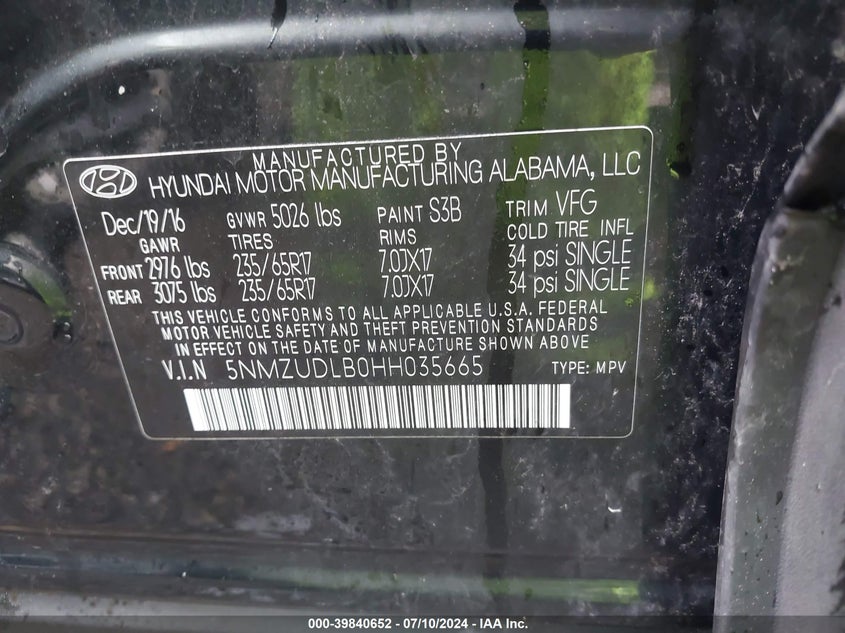 MANUFACTURED BY
HYUNDAI MOTOR MANUFACTURING ALABAMA, LLC
Dec/19/16 GVWR 5026 lbs PAINT S3B TRIM VFG
GAWR TIRES RIMS COLD TIRE INFL
FRONT 2976 lbs 235/65R17 7.0JX17 34 psi SINGLE
REAR 3075 lbs 235/65R17 7.0JX17 34 psi SINGLE
THIS VEHICLE CONFORMS TO ALL APPLICABLE U.S.A. FEDERAL
MOTOR VEHICLE SAFETY AND THEFT PREVENTION STANDARDS
IN EFFECT ON THE DATE OF MANUFACTURE SHOWN ABOVE
V.I.N 5NMZUDLB0HH035665 TYPE: MPV
000-39840652 - 07/10/2024 - IAA Inc.